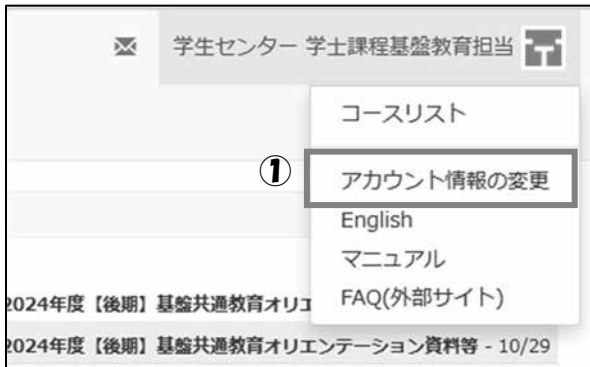 学生センター 学士課程基盤教育担当
コースリスト
① アカウント情報の変更
English
マニュアル
FAQ(外部サイト)
2024年度【後期】基盤共通教育オリエ
2024年度【後期】基盤共通教育オリエンテーション資料等 - 10/29